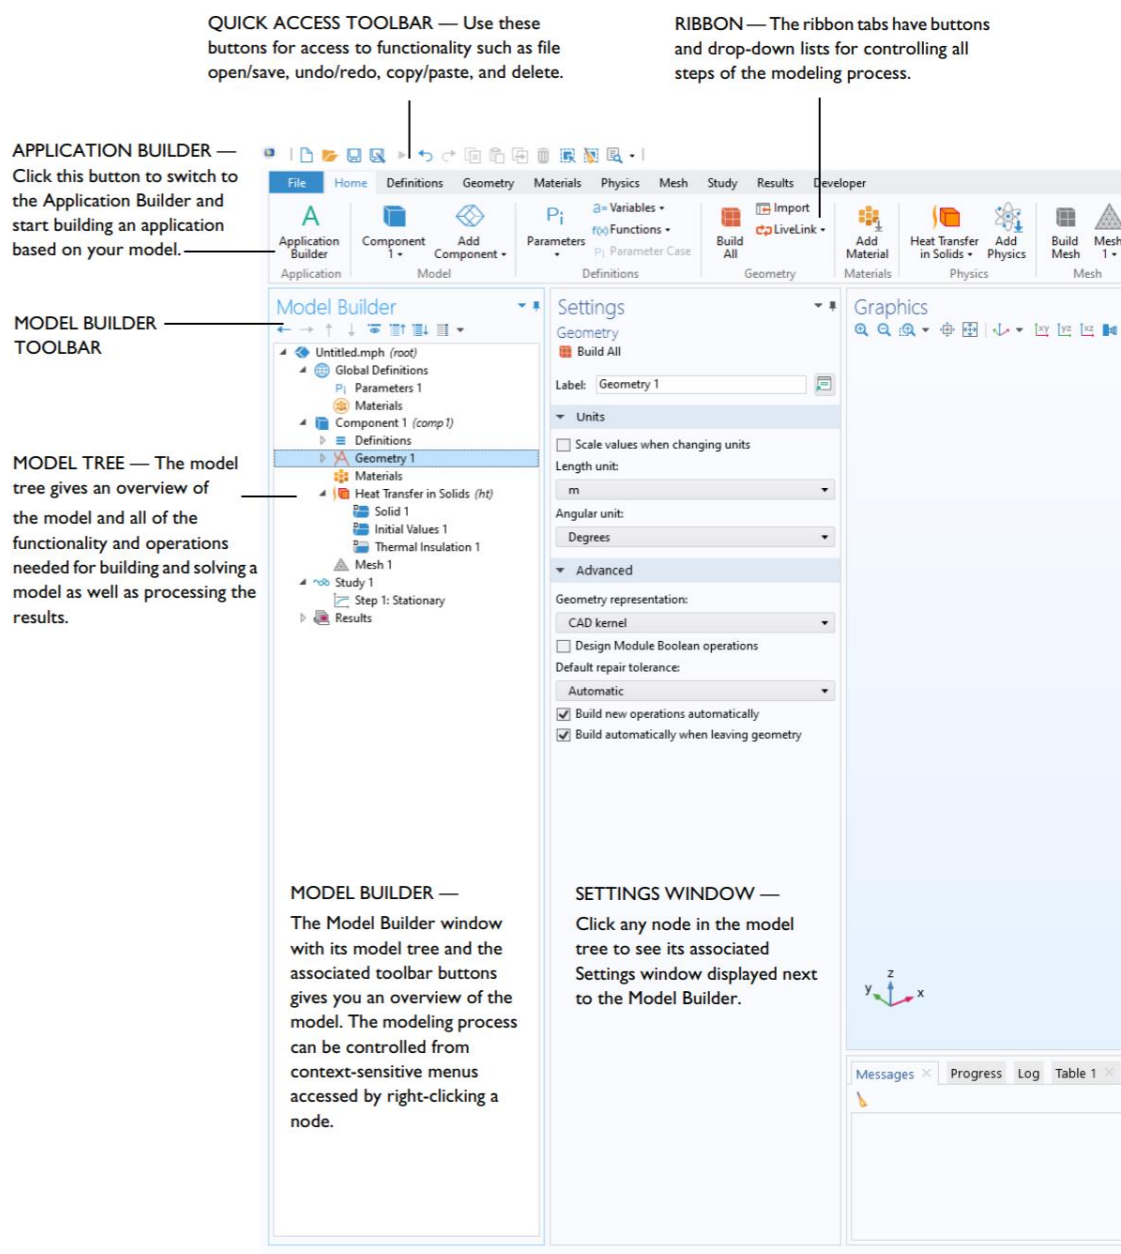 QUICK ACCESS TOOLBAR — Use these
buttons for access to functionality such as file
open/save, undo/redo, copy/paste, and delete.
RIBBON — The ribbon tabs have buttons
and drop-down lists for controlling all
steps of the modeling process.
APPLICATION BUILDER —
Click this button to switch to
the Application Builder and
start building an application
based on your model.
File Home Definitions Geometry Materials Physics Mesh Study Results Developer
Application
Builder
Application
Component
1
Add
Component
Model
Pi
Parameters
a= Variables
f(x) Functions
Pi Parameter Case
Definitions
Build
All
Import
LiveLink
Geometry
Add
Material
Materials
Heat Transfer
in Solids
Add
Physics
Physics
Build
Mesh
Mesh
1
Mesh
MODEL BUILDER
TOOLBAR
Model Builder
Untitled.mph (root)
Global Definitions
Pi Parameters 1
Materials
Component 1 (comp1)
Definitions
Geometry 1
Materials
Heat Transfer in Solids (ht)
Solid 1
Initial Values 1
Thermal Insulation 1
Mesh 1
Study 1
Step 1: Stationary
Results
MODEL TREE — The model
tree gives an overview of
the model and all of the
functionality and operations
needed for building and solving a
model as well as processing the
results.
MODEL BUILDER —
The Model Builder window
with its model tree and the
associated toolbar buttons
gives you an overview of the
model. The modeling process
can be controlled from
context-sensitive menus
accessed by right-clicking a
node.
Settings
Geometry
Build All
Label: Geometry 1
Units
Scale values when changing units
Length unit:
m
Angular unit:
Degrees
Advanced
Geometry representation:
CAD kernel
Design Module Boolean operations
Default repair tolerance:
Automatic
Build new operations automatically
Build automatically when leaving geometry
SETTINGS WINDOW —
Click any node in the model
tree to see its associated
Settings window displayed next
to the Model Builder.
Graphics
xy yz xz
z
y x
Messages Progress Log Table 1